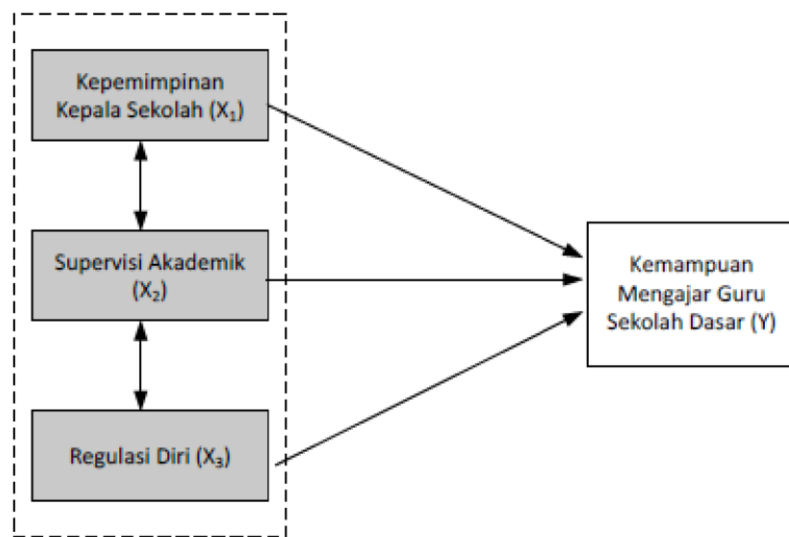 Kepemimpinan
Kepala Sekolah (X₁)
Supervisi Akademik
(X₂)
Regulasi Diri (X₃)
Kemampuan
Mengajar Guru
Sekolah Dasar (Y)